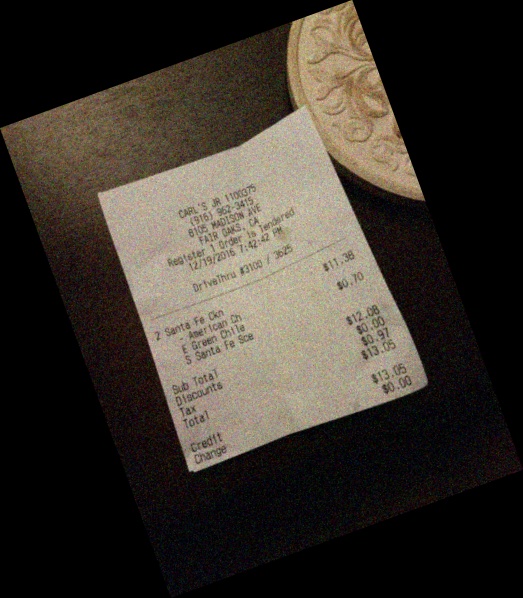 CARL'S JR 1100375
(916) 962-3415
8105 MADISON AVE
FAIR OAKS, CA
Register 1 Order is tendered
12/19/2016 7:42:42 PM
DriveThru #3100 / 3625
2 Santa Fe Ckn $11.38
- American Ch
E Green Chile $0.70
S Santa Fe Sce
Sub Total $12.08
Discounts $0.00
Tax $0.97
Total $13.05
Credit $13.05
Change $0.00